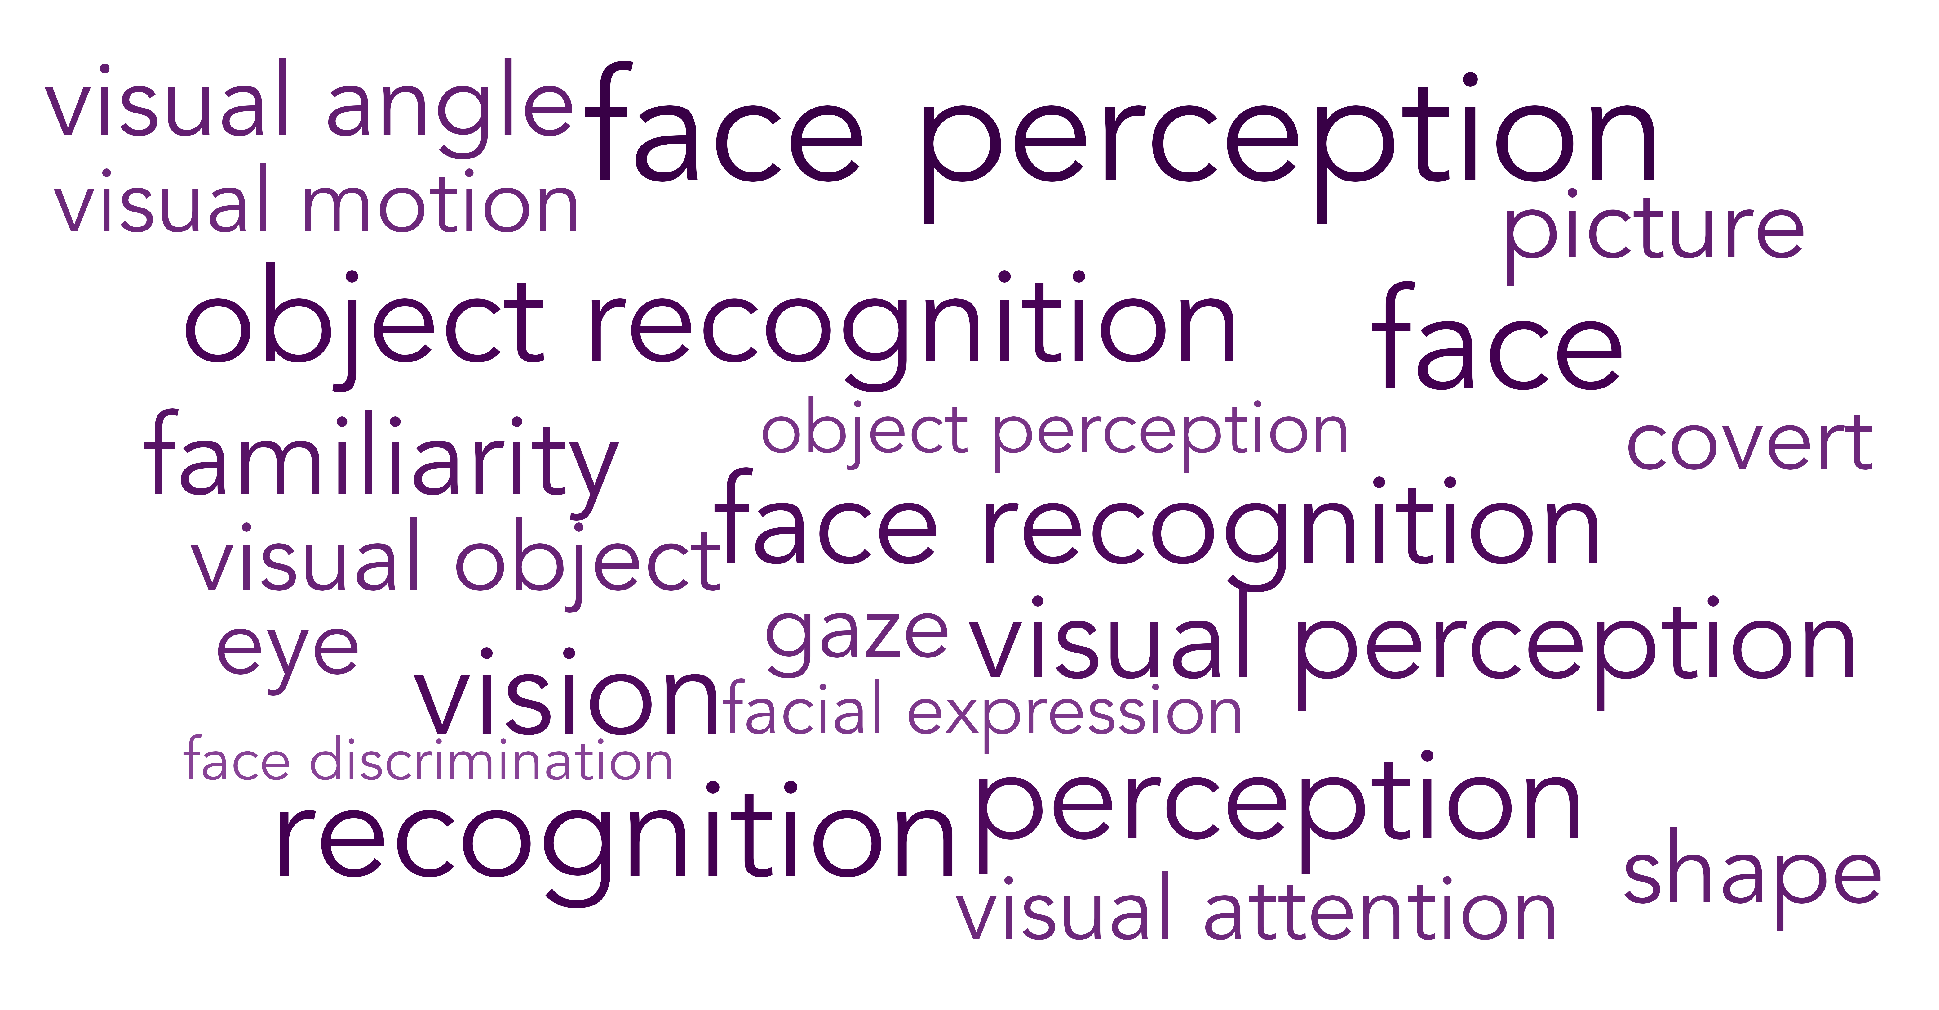 visual angle
face perception
visual motion
picture
object recognition
face
familiarity
object perception
covert
face recognition
visual object
eye
gaze
visual perception
vision
facial expression
face discrimination
recognition
perception
shape
visual attention